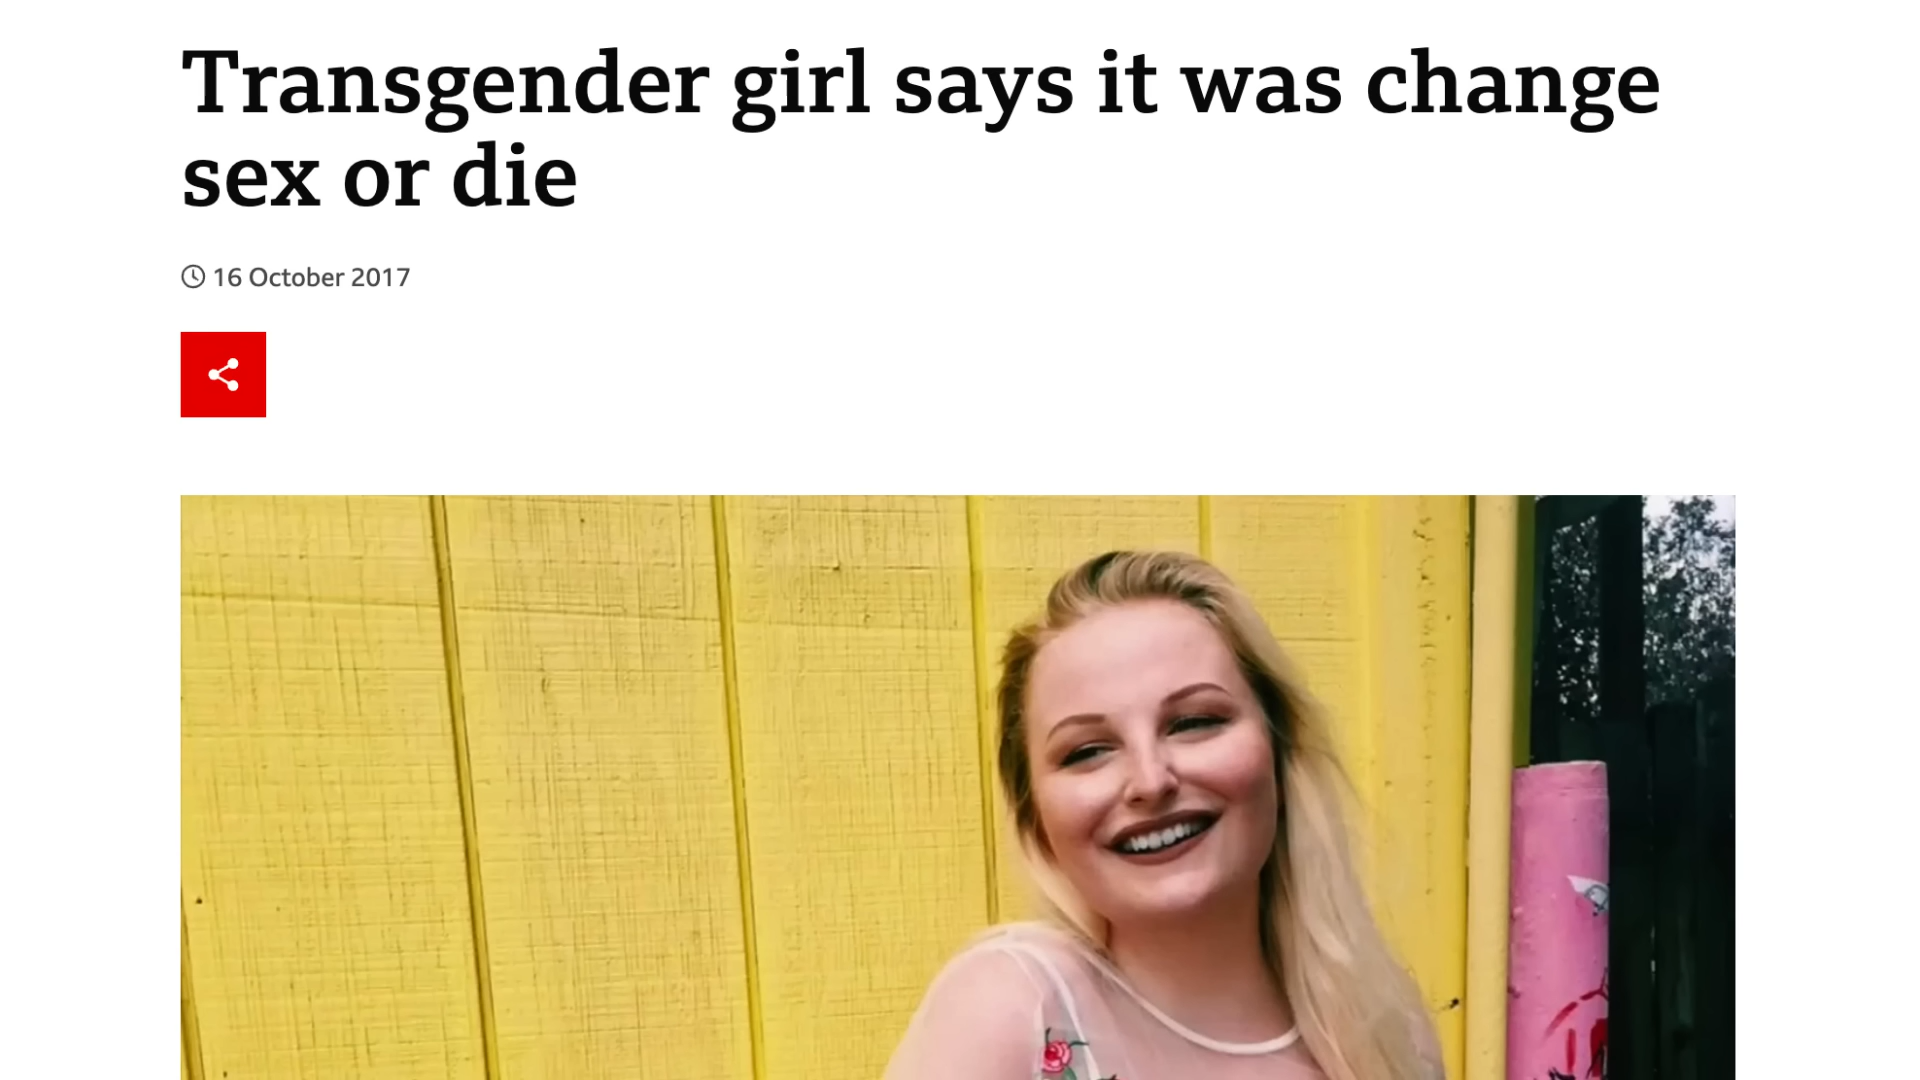 Transgender girl says it was change
sex or die
16 October 2017